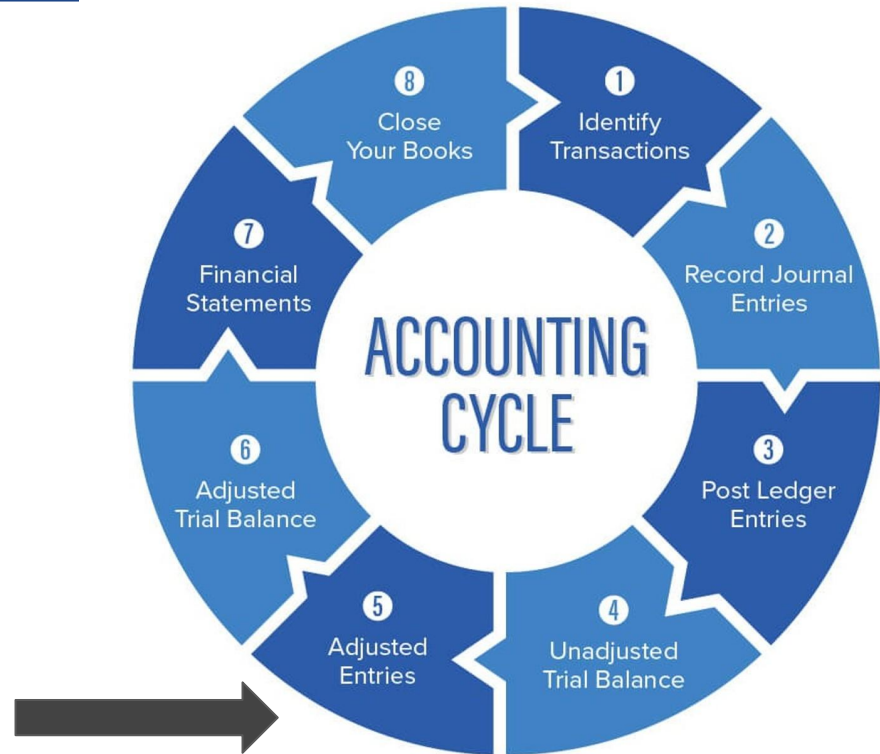 ACCOUNTING
CYCLE
1
Identify
Transactions
2
Record Journal
Entries
3
Post Ledger
Entries
4
Unadjusted
Trial Balance
5
Adjusted
Entries
6
Adjusted
Trial Balance
7
Financial
Statements
8
Close
Your Books